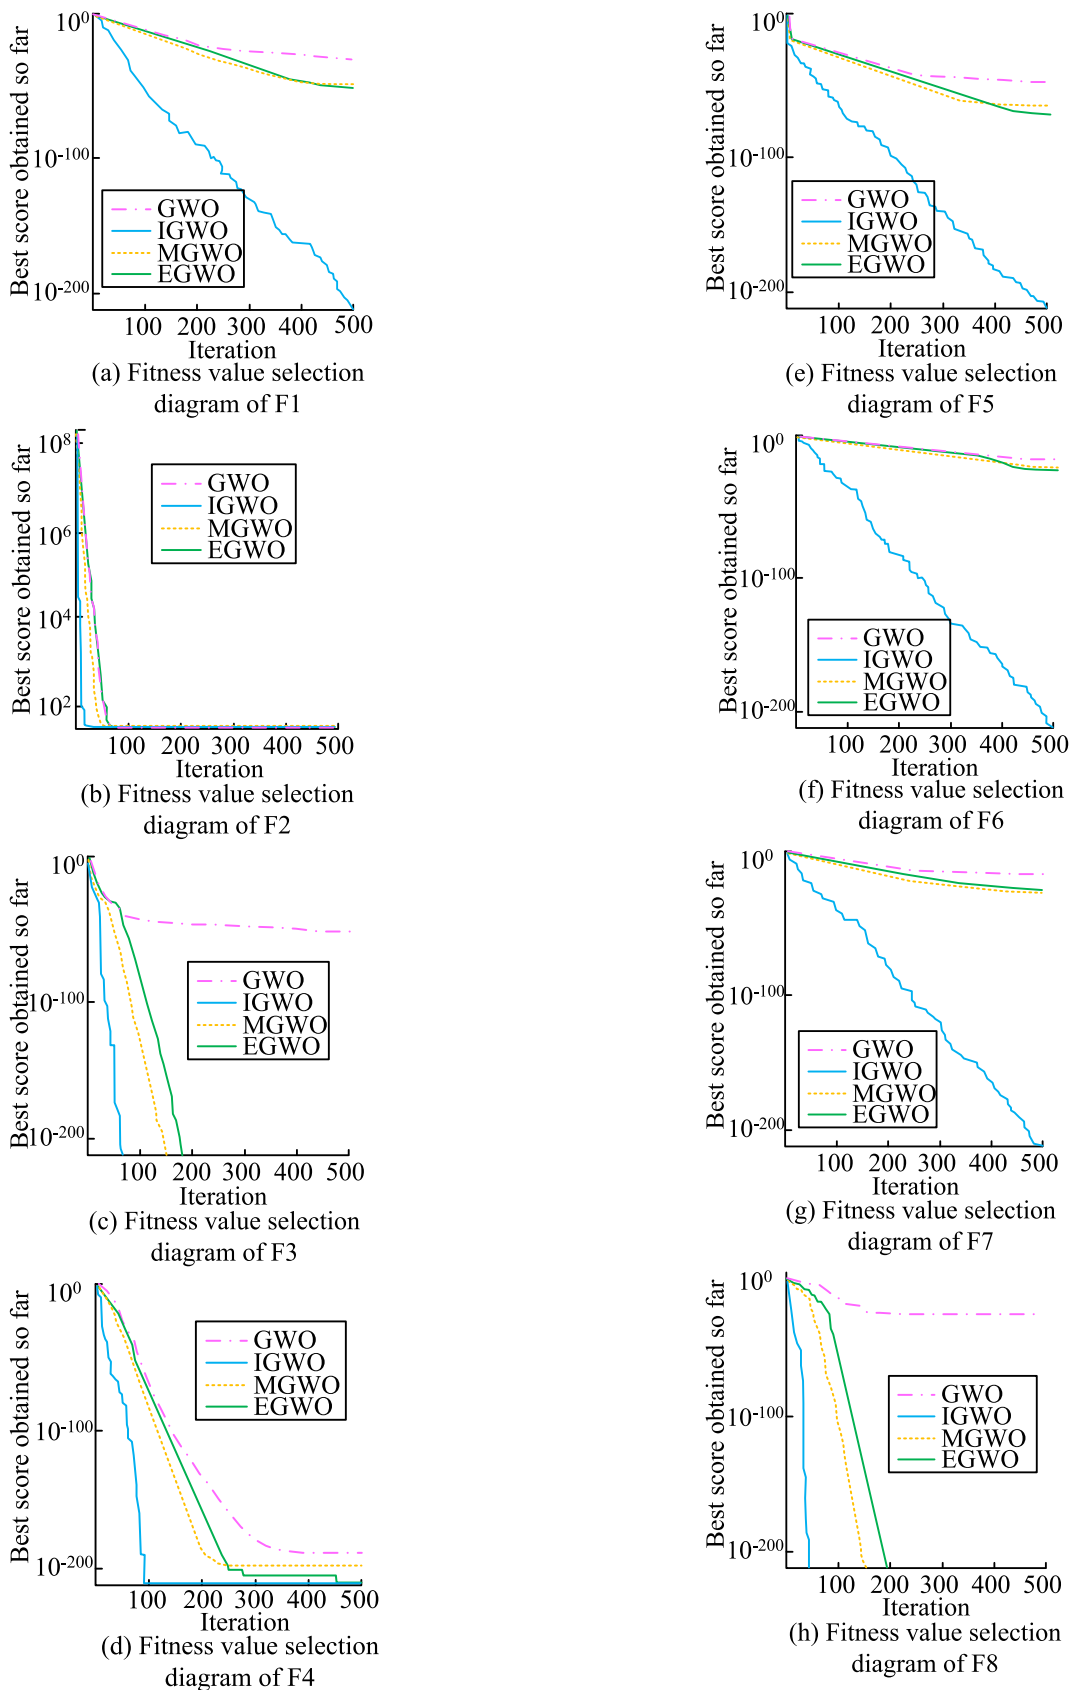 Best score obtained so far
10^0
10^-100
10^-200
GWO
IGWO
MGWO
EGWO
100 200 300 400 500
Iteration
(a) Fitness value selection
diagram of F1
Best score obtained so far
10^8
10^6
10^4
10^2
GWO
IGWO
MGWO
EGWO
100 200 300 400 500
Iteration
(b) Fitness value selection
diagram of F2
Best score obtained so far
10^0
10^-100
10^-200
GWO
IGWO
MGWO
EGWO
100 200 300 400 500
Iteration
(c) Fitness value selection
diagram of F3
Best score obtained so far
10^0
10^-100
10^-200
GWO
IGWO
MGWO
EGWO
100 200 300 400 500
Iteration
(d) Fitness value selection
diagram of F4
Best score obtained so far
10^0
10^-100
10^-200
GWO
IGWO
MGWO
EGWO
100 200 300 400 500
Iteration
(e) Fitness value selection
diagram of F5
Best score obtained so far
10^0
10^-100
10^-200
GWO
IGWO
MGWO
EGWO
100 200 300 400 500
Iteration
(f) Fitness value selection
diagram of F6
Best score obtained so far
10^0
10^-100
10^-200
GWO
IGWO
MGWO
EGWO
100 200 300 400 500
Iteration
(g) Fitness value selection
diagram of F7
Best score obtained so far
10^0
10^-100
10^-200
GWO
IGWO
MGWO
EGWO
100 200 300 400 500
Iteration
(h) Fitness value selection
diagram of F8